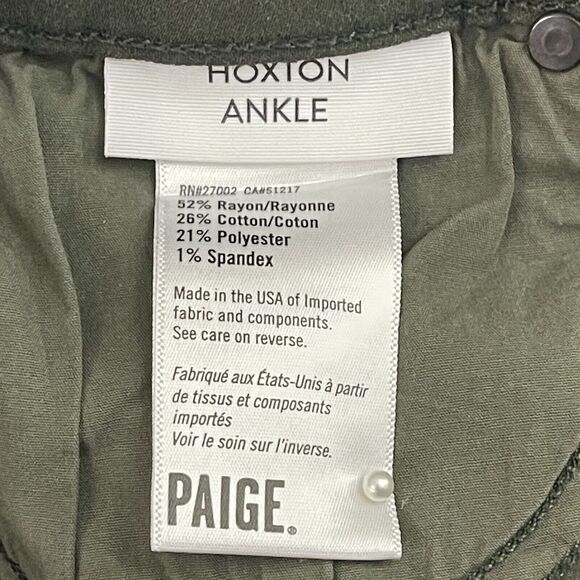 HOXTON
ANKLE
RN#27002 CA#51217
52% Rayon/Rayonne
26% Cotton/Coton
21% Polyester
1% Spandex
Made in the USA of Imported
fabric and components.
See care on reverse.
Fabriqué aux États-Unis à partir
de tissus et composants
importés
Voir le soin sur l'inverse.
PAIGE®